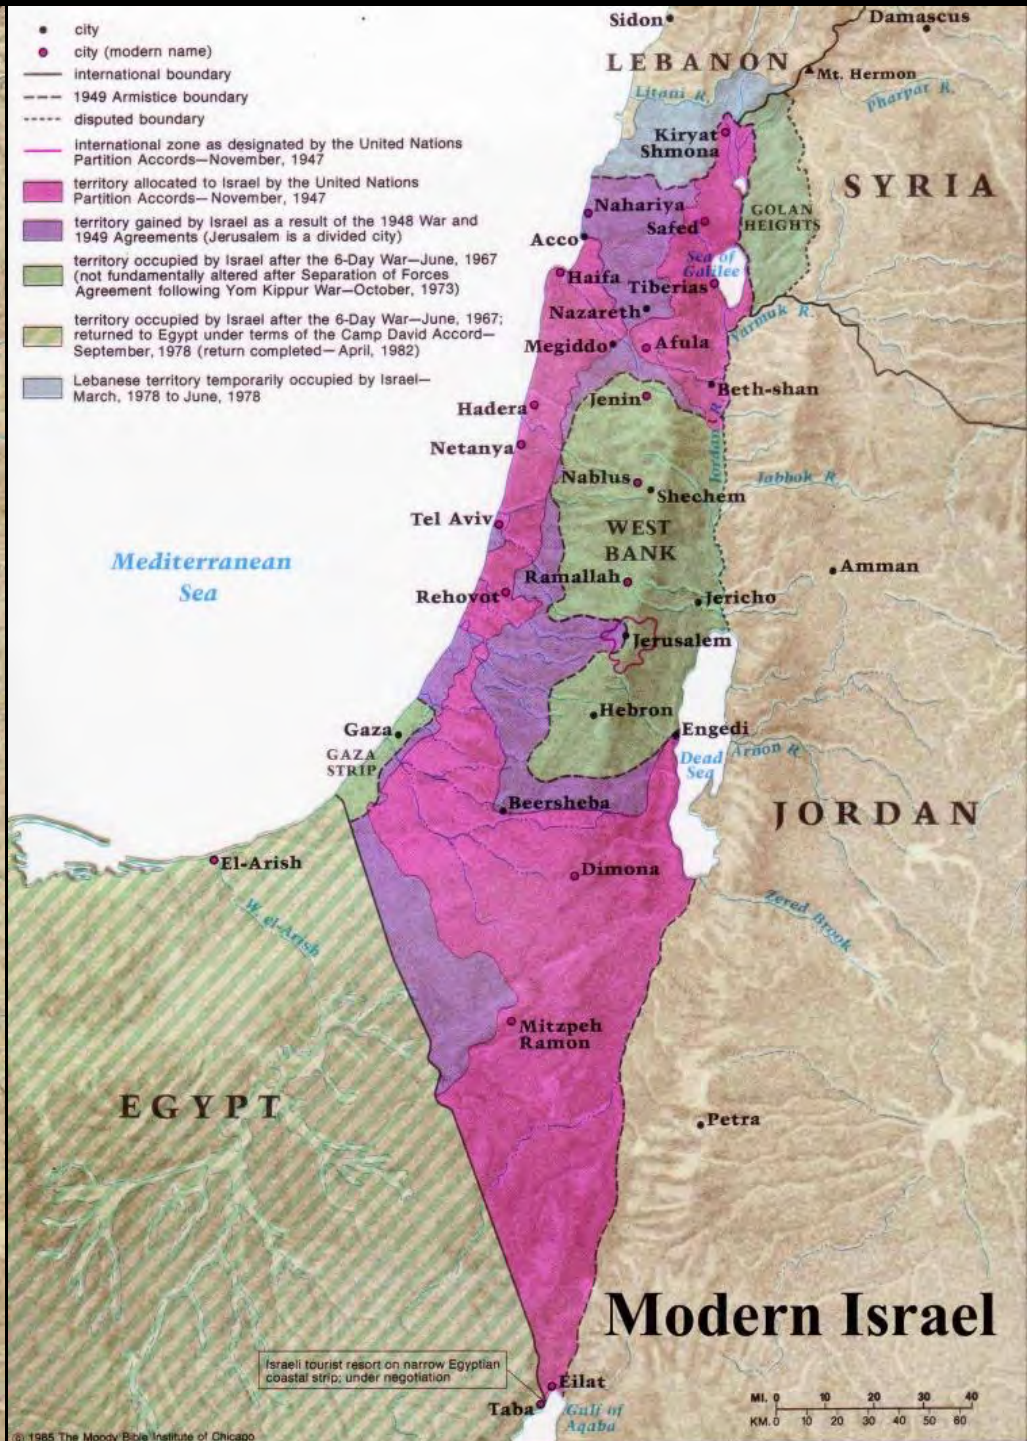 city
city (modern name)
international boundary
1949 Armistice boundary
disputed boundary
international zone as designated by the United Nations
Partition Accords—November, 1947
territory allocated to Israel by the United Nations
Partition Accords—November, 1947
territory gained by Israel as a result of the 1948 War and
1949 Agreements (Jerusalem is a divided city)
territory occupied by Israel after the 6-Day War—June, 1967
(not fundamentally altered after Separation of Forces
Agreement following Yom Kippur War—October, 1973)
territory occupied by Israel after the 6-Day War—June, 1967;
returned to Egypt under terms of the Camp David Accord—
September, 1978 (return completed—April, 1982)
Lebanese territory temporarily occupied by Israel—
March, 1978 to June, 1978
Sidon
Damascus
LEBANON
Mt. Hermon
Litani R.
Pharpar R.
Kiryat
Shmona
SYRIA
GOLAN
HEIGHTS
Nahariya
Safed
Acco
Sea of
Galilee
Haifa
Tiberias
Nazareth
Yarmuk R.
Megiddo
Afula
Beth-shan
Jenin
Hadera
Jordan R.
Netanya
Nablus
Shechem
Jabbok R.
Tel Aviv
WEST
BANK
Mediterranean
Sea
Amman
Ramallah
Rehovot
Jericho
Jerusalem
Hebron
Gaza
Engedi
GAZA
STRIP
Dead
Sea
Arnon R.
Beersheba
JORDAN
El-Arish
Dimona
W. el-Arish
Zered Brook
Mitzpeh
Ramon
EGYPT
Petra
Modern Israel
Israeli tourist resort on narrow Egyptian
coastal strip; under negotiation
Eilat
Taba
Gulf of
Aqaba
MI. 0 10 20 30 40
KM. 0 10 20 30 40 50 60
© 1985 The Moody Bible Institute of Chicago